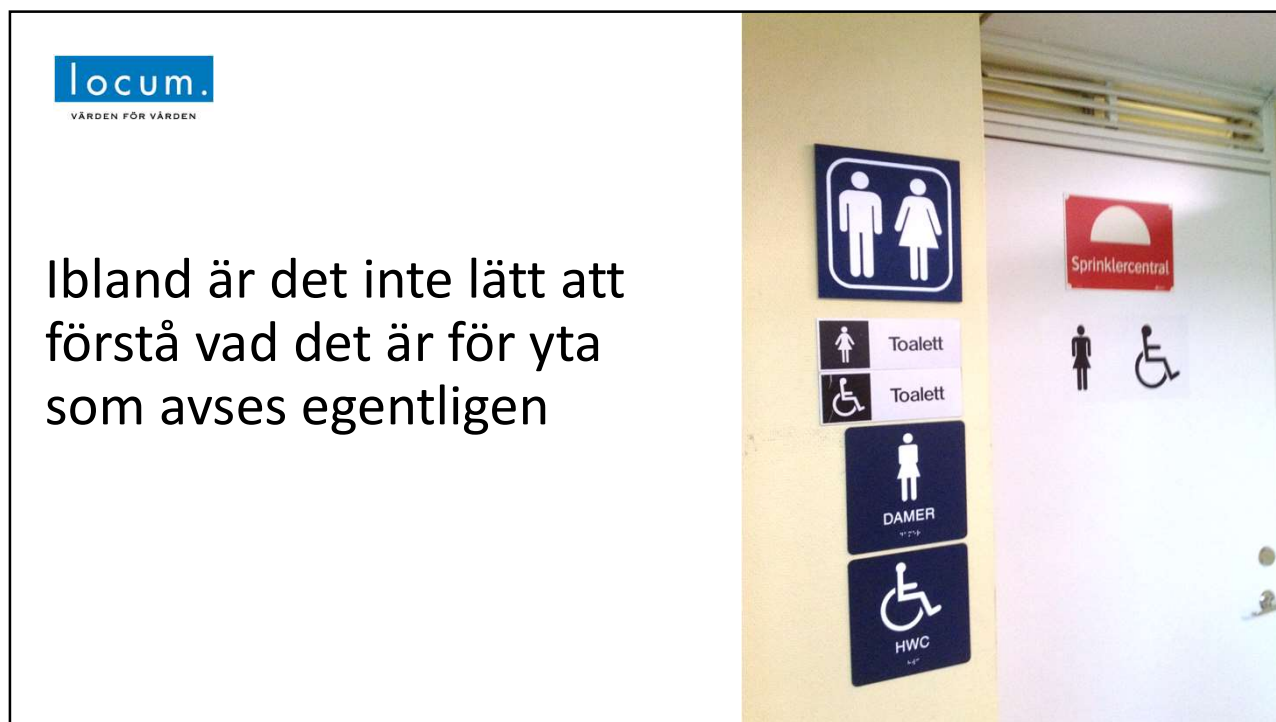 locum.
VÄRDEN FÖR VÅRDEN
Ibland är det inte lätt att
förstå vad det är för yta
som avses egentligen
Toalett
Toalett
DAMER
HWC
Sprinklercentral